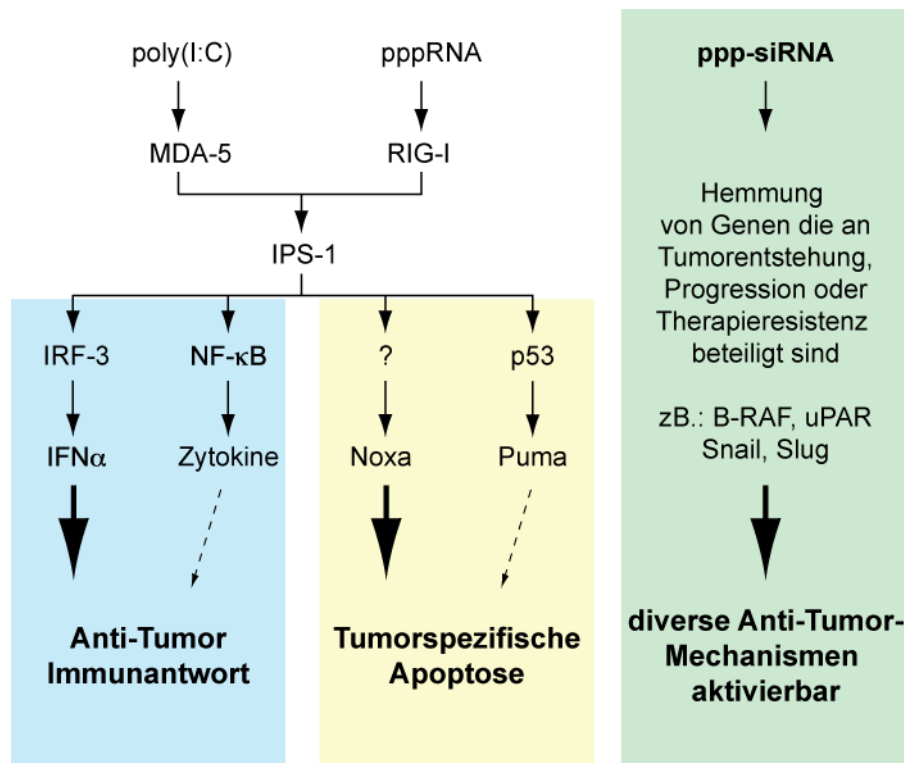 poly(I:C)
pppRNA
MDA-5
RIG-I
IPS-1
IRF-3
NF-κB
?
p53
IFNα
Zytokine
Noxa
Puma
Anti-Tumor
Immunantwort
Tumorspezifische
Apoptose
ppp-siRNA
Hemmung
von Genen die an
Tumorentstehung,
Progression oder
Therapieresistenz
beteiligt sind
zB.: B-RAF, uPAR
Snail, Slug
diverse Anti-Tumor-
Mechanismen
aktivierbar